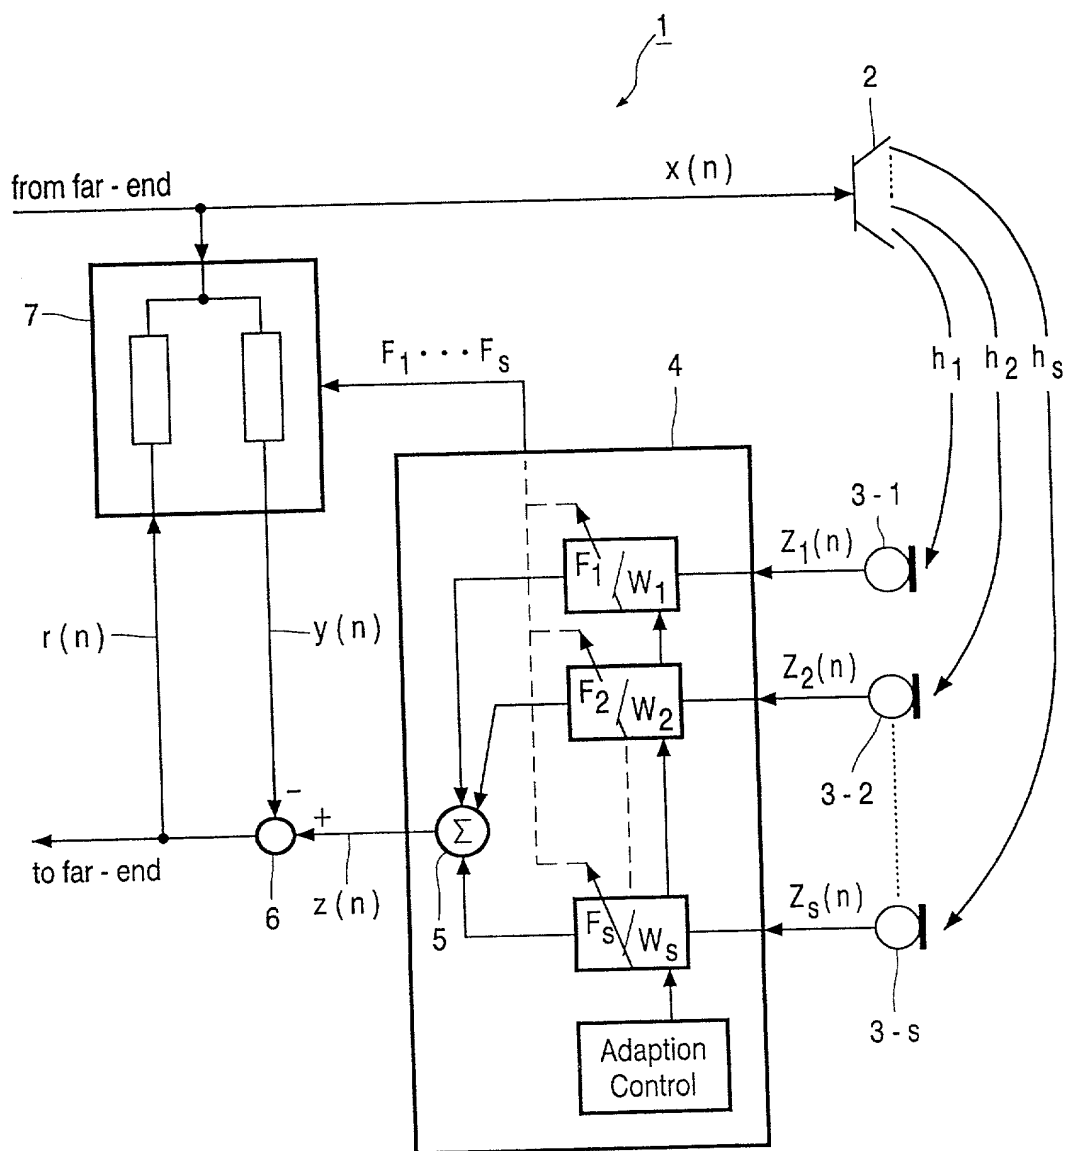 1
2
from far - end
x (n)
7
F1 · · · Fs
4
h1 h2 hs
3 - 1
Z1(n)
F1 / W1
r (n)
y (n)
Z2(n)
F2 / W2
3 - 2
−
+
Σ
to far - end
6
z (n)
5
Zs(n)
Fs / Ws
3 - s
Adaption
Control